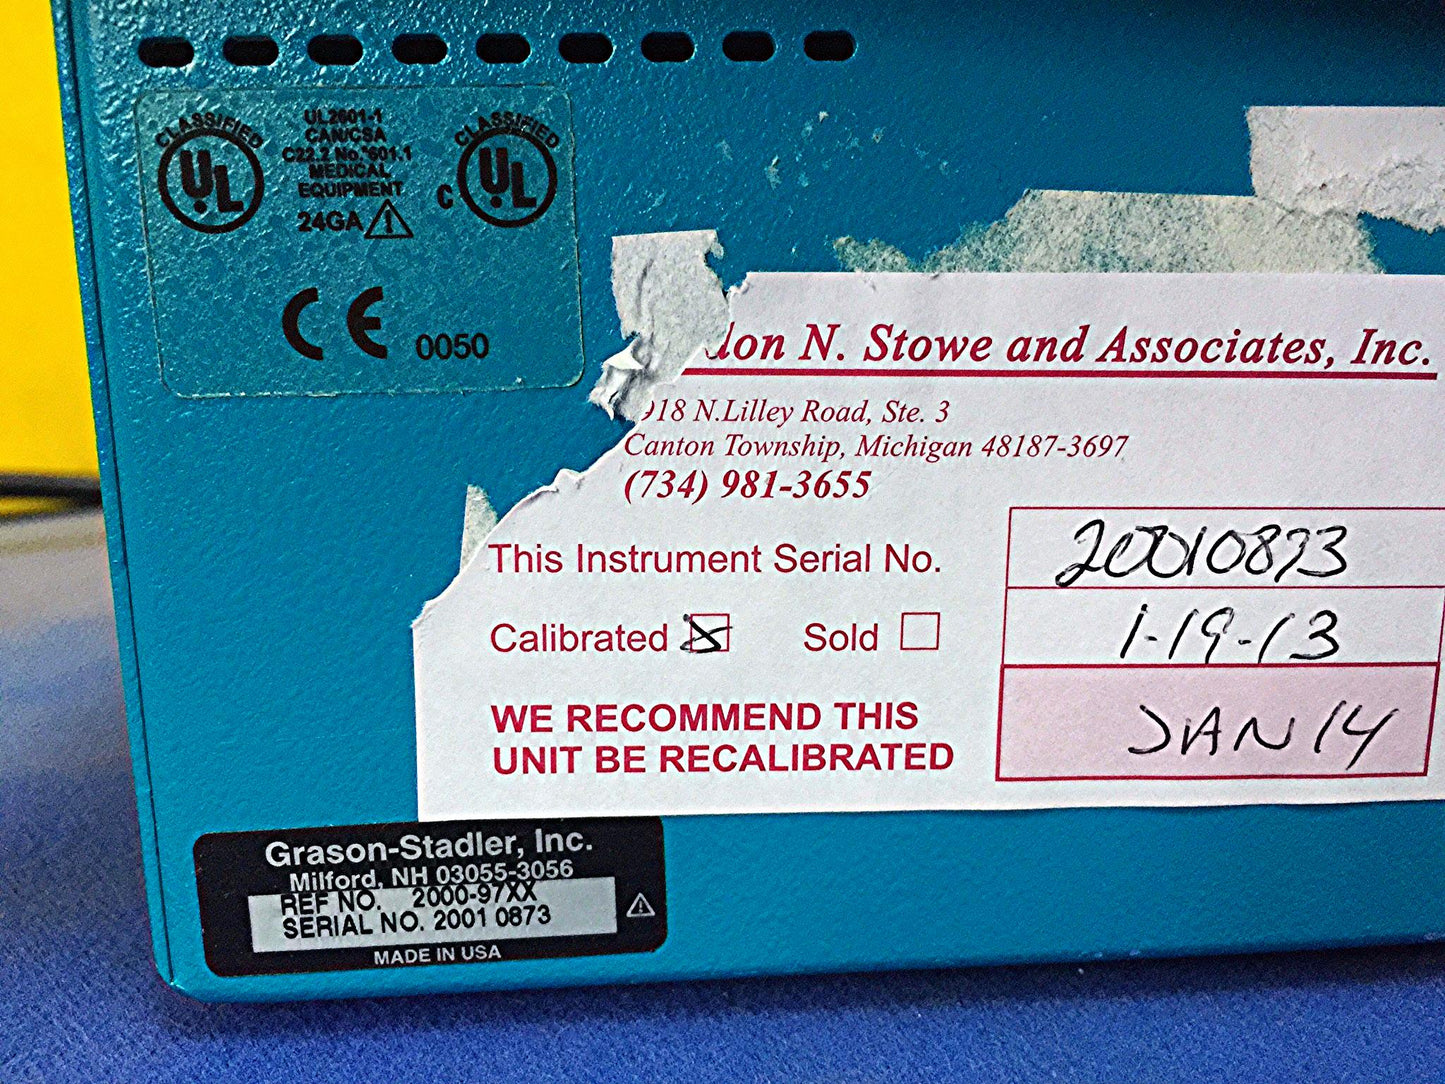 CLASSIFIED
UL
UL2601-1
CAN/CSA
C22.2 No. 601.1
MEDICAL
EQUIPMENT
24GA
CLASSIFIED
C UL
CE 0050
don N. Stowe and Associates, Inc.
918 N.Lilley Road, Ste. 3
Canton Township, Michigan 48187-3697
(734) 981-3655
This Instrument Serial No. 20010873
Calibrated Sold 1-19-13
WE RECOMMEND THIS
UNIT BE RECALIBRATED JAN 14
Grason-Stadler, Inc.
Milford, NH 03055-3056
REF NO. 2000-97XX
SERIAL NO. 2001 0873
MADE IN USA